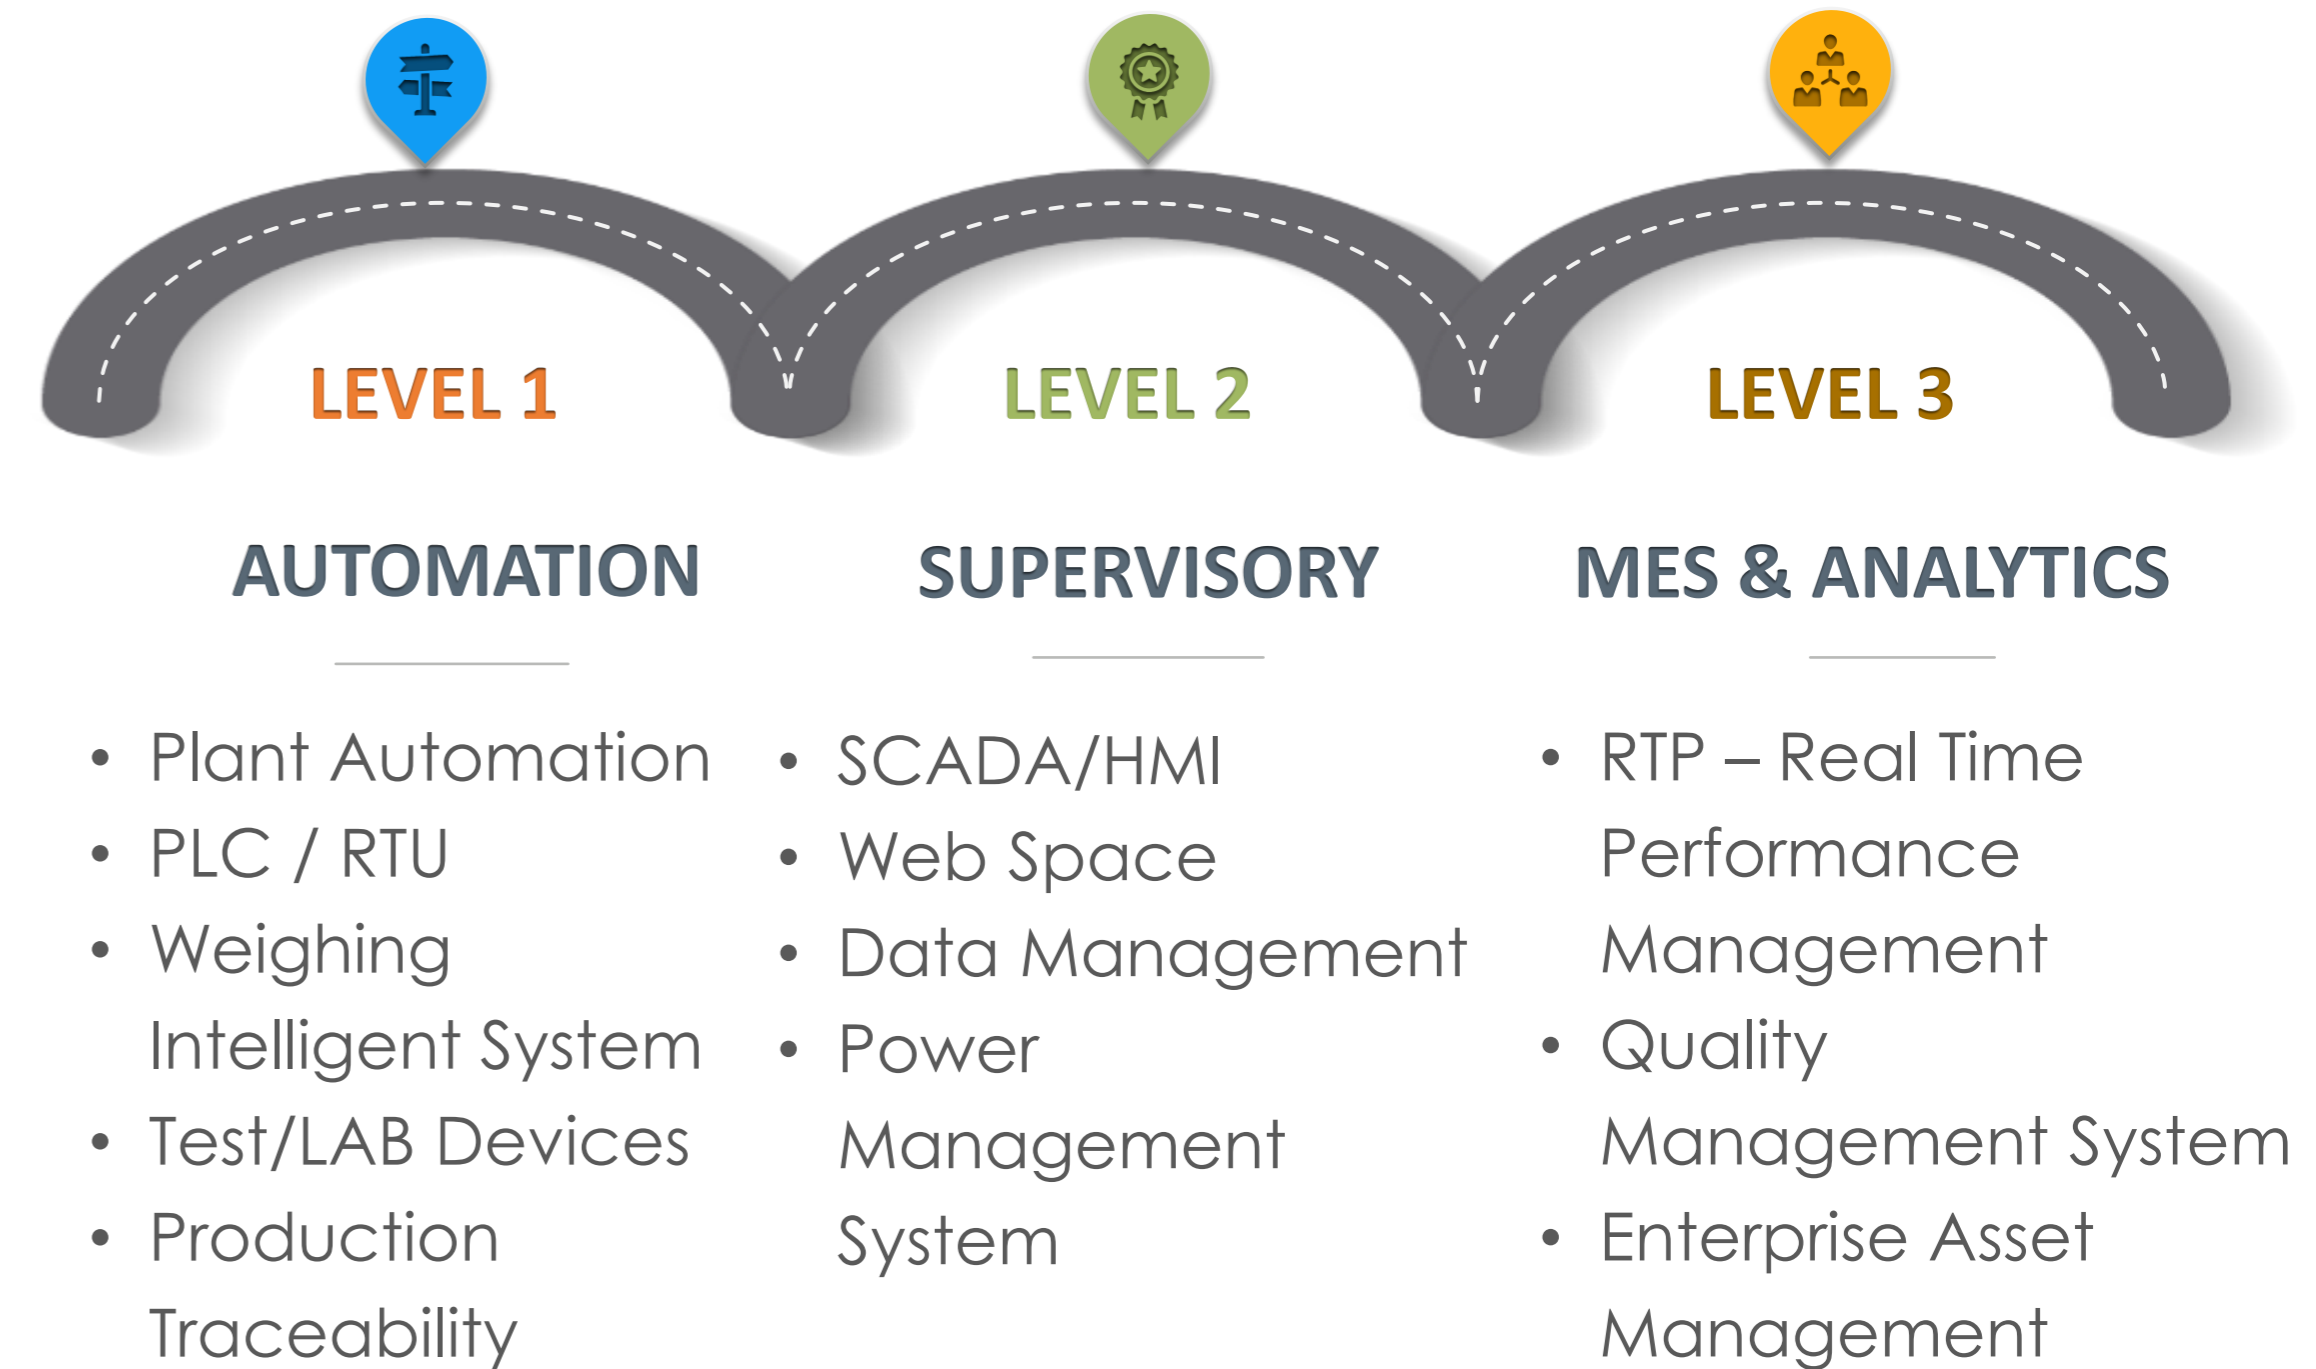 LEVEL 1
LEVEL 2
LEVEL 3
AUTOMATION
• Plant Automation
• PLC / RTU
• Weighing
Intelligent System
• Test/LAB Devices
• Production
Traceability
SUPERVISORY
• SCADA/HMI
• Web Space
• Data Management
• Power
Management
System
MES & ANALYTICS
• RTP – Real Time
Performance
Management
• Quality
Management System
• Enterprise Asset
Management